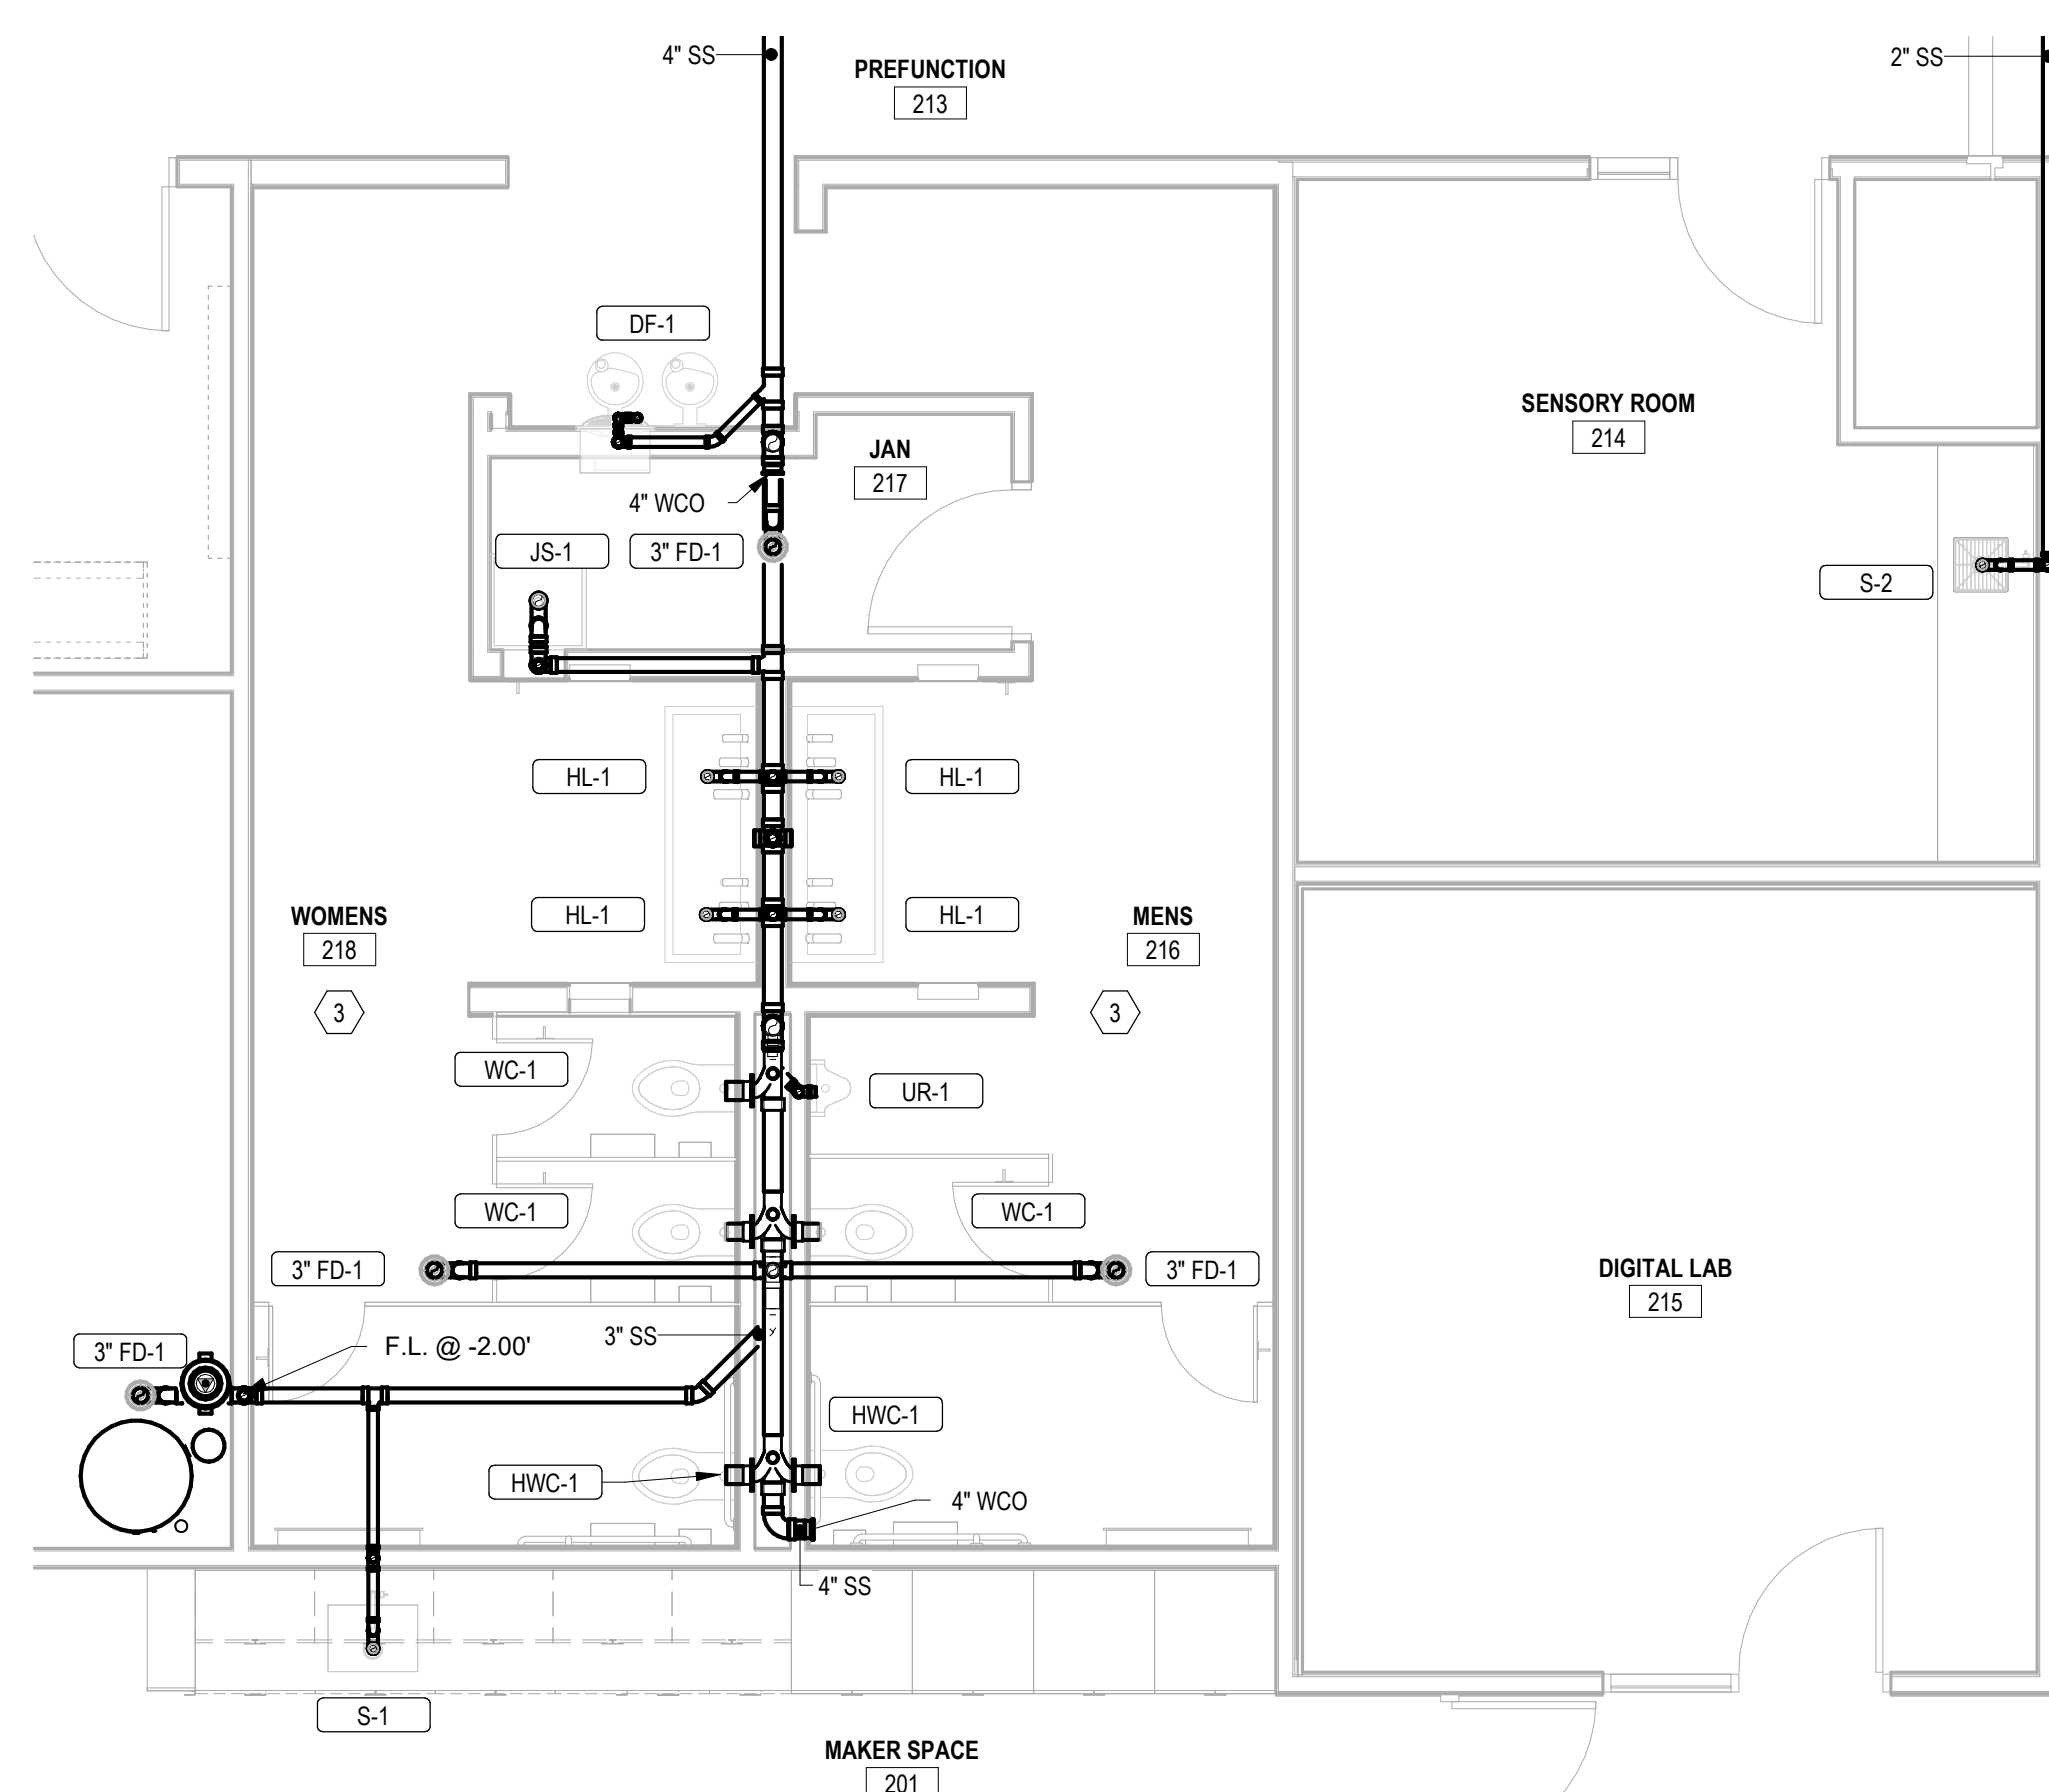 4" SS
PREFUNCTION
213
2" SS
DF-1
SENSORY ROOM
214
JAN
217
4" WCO
JS-1
3" FD-1
S-2
HL-1
HL-1
HL-1
HL-1
WOMENS
218
MENS
216
3
3
WC-1
UR-1
WC-1
WC-1
3" FD-1
3" FD-1
DIGITAL LAB
215
3" SS
F.L. @ -2.00'
3" FD-1
HWC-1
HWC-1
4" WCO
4" SS
S-1
MAKER SPACE
201